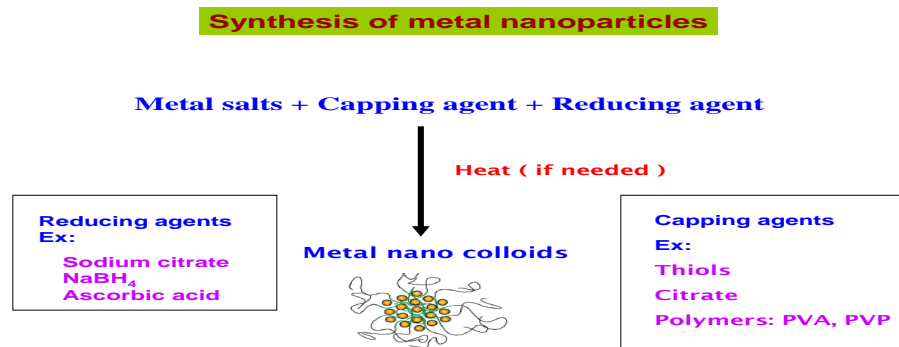 Synthesis of metal nanoparticles
Metal salts + Capping agent + Reducing agent
Heat ( if needed )
Reducing agents
Ex:
Sodium citrate
NaBH₄
Ascorbic acid
Metal nano colloids
Capping agents
Ex:
Thiols
Citrate
Polymers: PVA, PVP